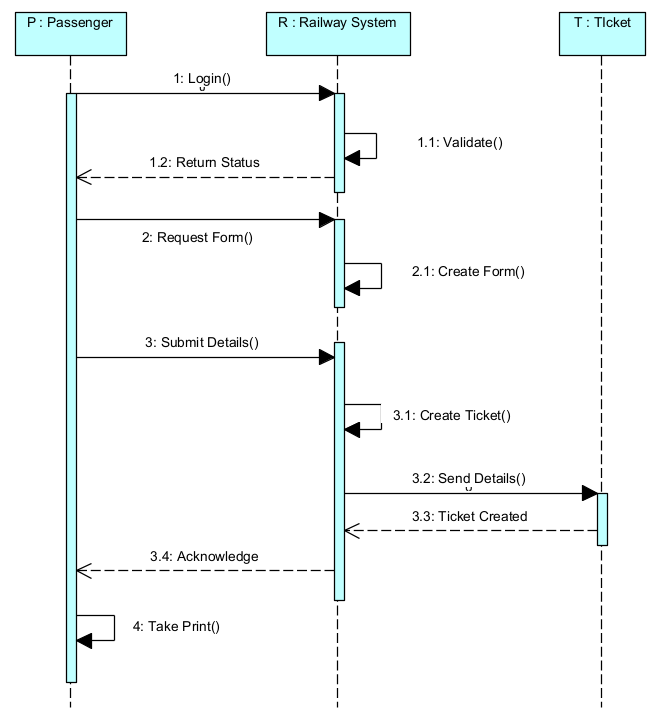 P : Passenger
R : Railway System
T : TIcket
1: Login()
1.1: Validate()
1.2: Return Status
2: Request Form()
2.1: Create Form()
3: Submit Details()
3.1: Create Ticket()
3.2: Send Details()
3.3: Ticket Created
3.4: Acknowledge
4: Take Print()